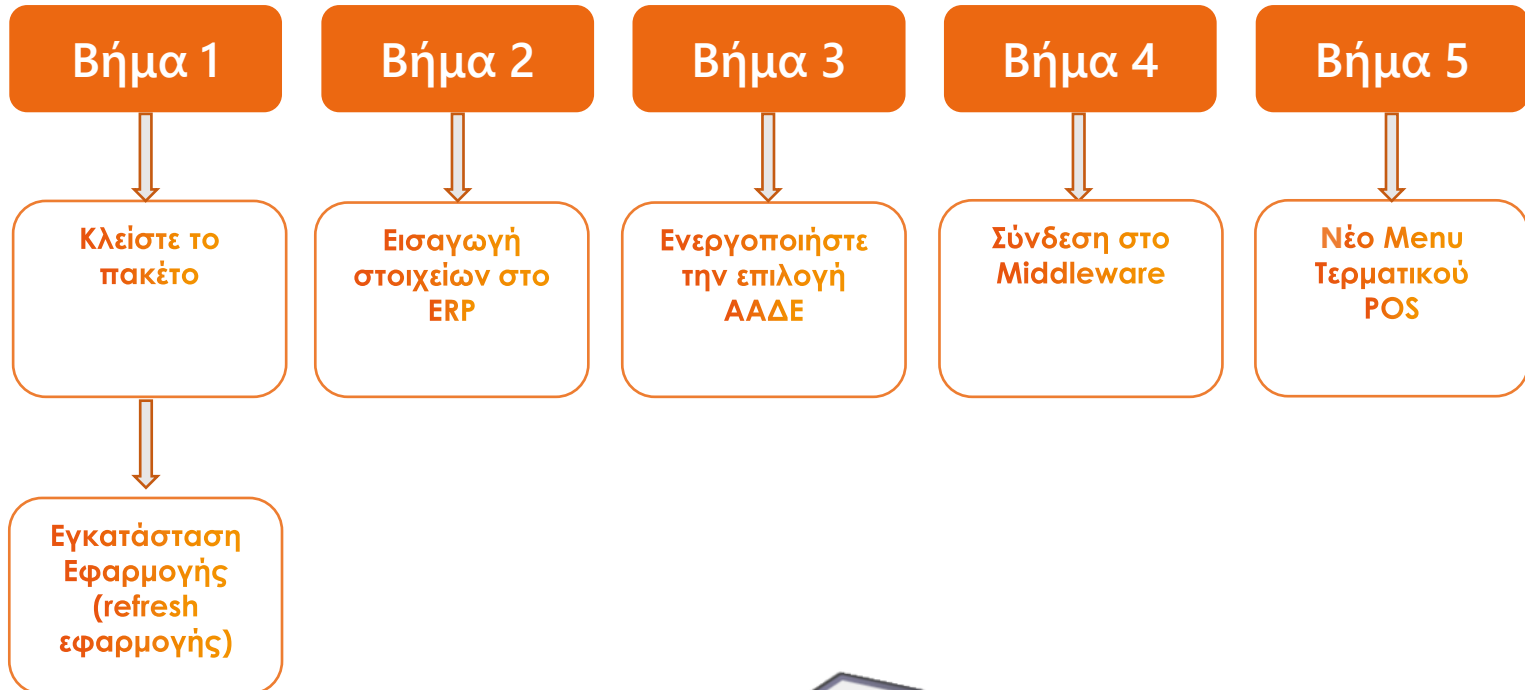 Βήμα 1
Βήμα 2
Βήμα 3
Βήμα 4
Βήμα 5
Κλείστε το
πακέτο
Εισαγωγή
στοιχείων στο
ERP
Ενεργοποιήστε
την επιλογή
ΑΑΔΕ
Σύνδεση στο
Middleware
Νέο Menu
Τερματικού
POS
Εγκατάσταση
Εφαρμογής
(refresh
εφαρμογής)